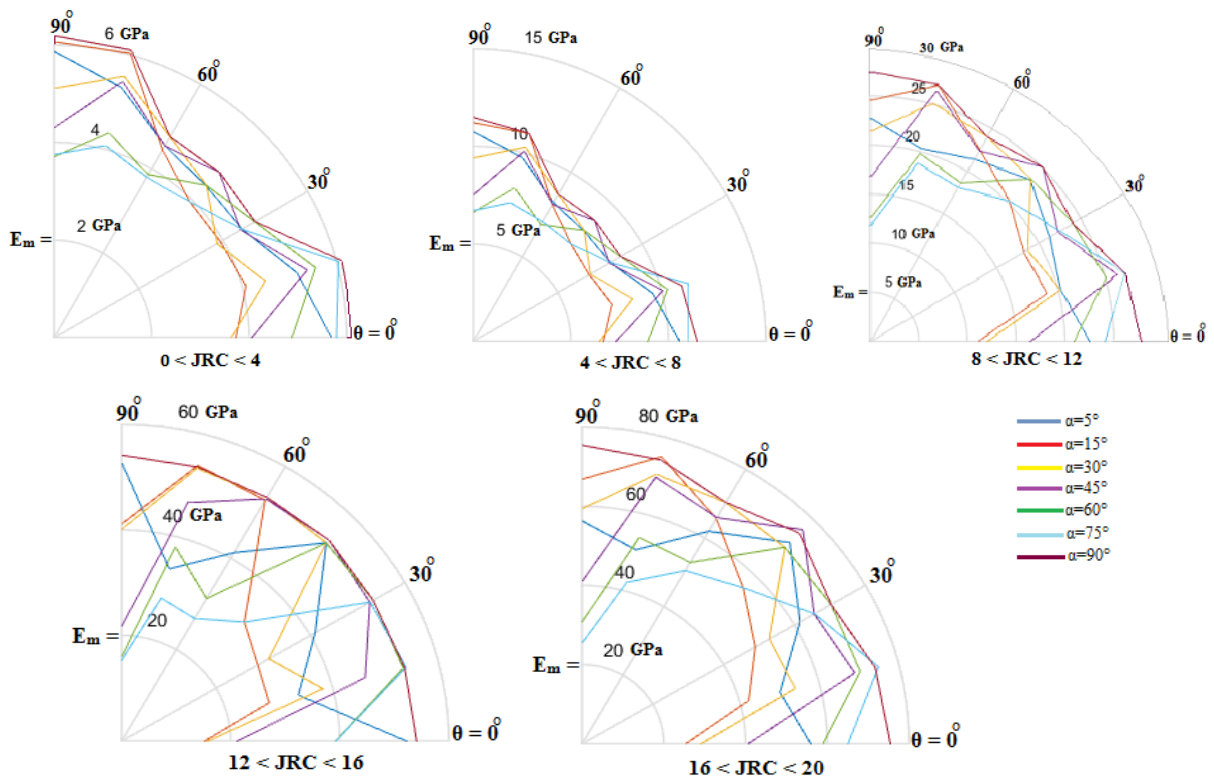 90°
6 GPa
60°
4
30°
2 GPa
Em =
θ = 0°
0 < JRC < 4
90°
15 GPa
60°
10
30°
5 GPa
Em =
θ = 0°
4 < JRC < 8
90°
30 GPa
60°
25
20
30°
15
10 GPa
5 GPa
Em =
θ = 0°
8 < JRC < 12
90°
60 GPa
60°
40 GPa
30°
20
Em =
θ = 0°
12 < JRC < 16
90°
80 GPa
60°
60
30°
40
20 GPa
Em =
θ = 0°
16 < JRC < 20
α=5°
α=15°
α=30°
α=45°
α=60°
α=75°
α=90°